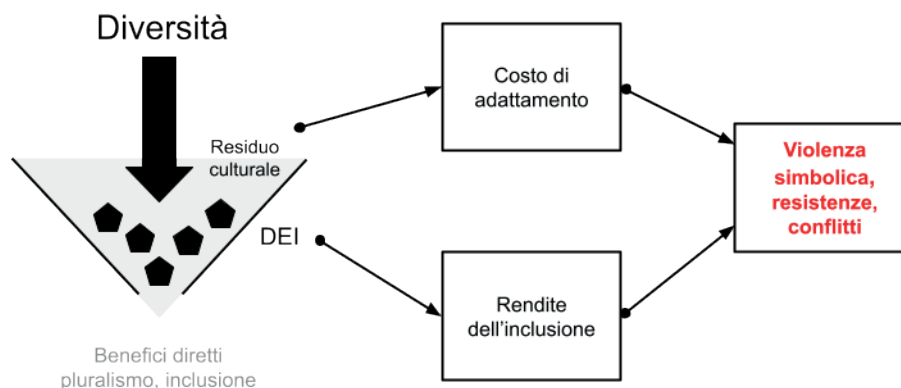 Diversità
Costo di
adattamento
Residuo
culturale
Violenza
simbolica,
resistenze,
conflitti
DEI
Rendite
dell'inclusione
Benefici diretti
pluralismo, inclusione